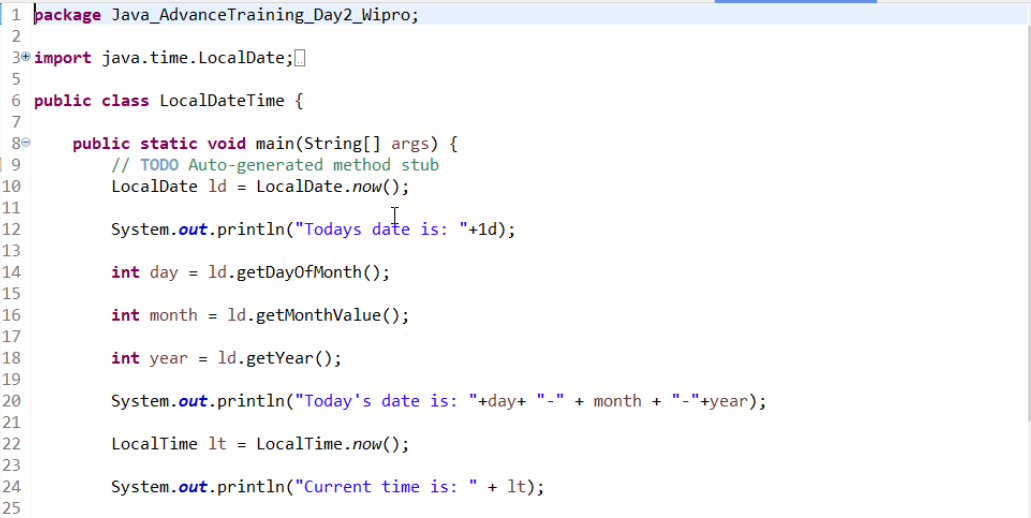 1 package Java_AdvanceTraining_Day2_Wipro;
2
3 import java.time.LocalDate;
5
6 public class LocalDateTime {
7
8     public static void main(String[] args) {
9         // TODO Auto-generated method stub
10         LocalDate ld = LocalDate.now();
11
12         System.out.println("Todays date is: "+1d);
13
14         int day = ld.getDayOfMonth();
15
16         int month = ld.getMonthValue();
17
18         int year = ld.getYear();
19
20         System.out.println("Today's date is: "+day+ "-" + month + "-"+year);
21
22         LocalTime lt = LocalTime.now();
23
24         System.out.println("Current time is: " + lt);
25